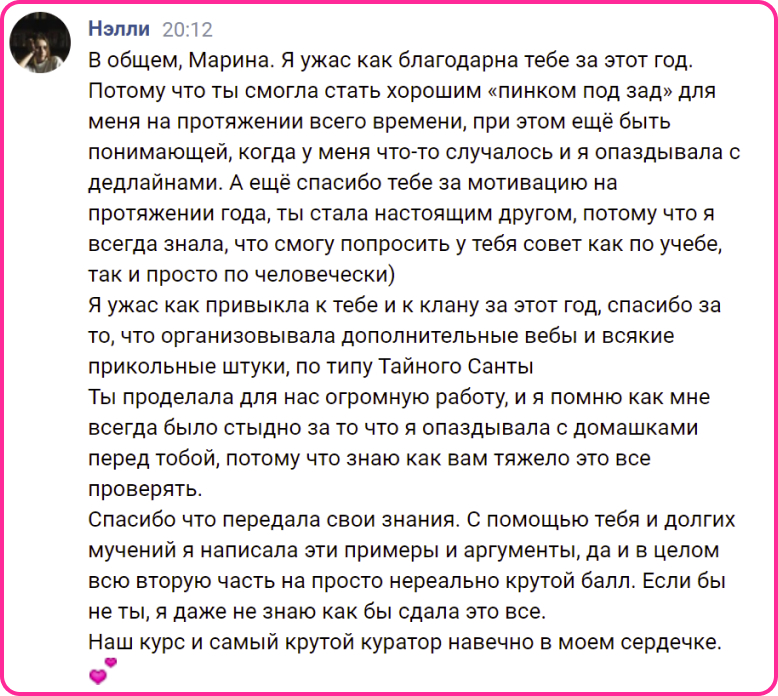 Нэлли 20:12
В общем, Марина. Я ужас как благодарна тебе за этот год.
Потому что ты смогла стать хорошим «пинком под зад» для
меня на протяжении всего времени, при этом ещё быть
понимающей, когда у меня что-то случалось и я опаздывала с
дедлайнами. А ещё спасибо тебе за мотивацию на
протяжении года, ты стала настоящим другом, потому что я
всегда знала, что смогу попросить у тебя совет как по учебе,
так и просто по человечески)
Я ужас как привыкла к тебе и к клану за этот год, спасибо за
то, что организовывала дополнительные вебы и всякие
прикольные штуки, по типу Тайного Санты
Ты проделала для нас огромную работу, и я помню как мне
всегда было стыдно за то что я опаздывала с домашками
перед тобой, потому что знаю как вам тяжело это все
проверять.
Спасибо что передала свои знания. С помощью тебя и долгих
мучений я написала эти примеры и аргументы, да и в целом
всю вторую часть на просто нереально крутой балл. Если бы
не ты, я даже не знаю как бы сдала это все.
Наш курс и самый крутой куратор навечно в моем сердечке.
💕